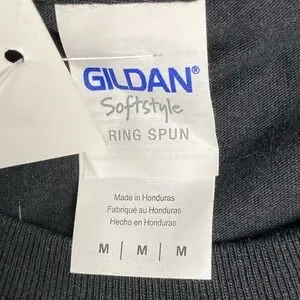 GILDAN®
Softstyle
RING SPUN
Made in Honduras
Fabriqué au Honduras
Hecho en Honduras
M | M | M